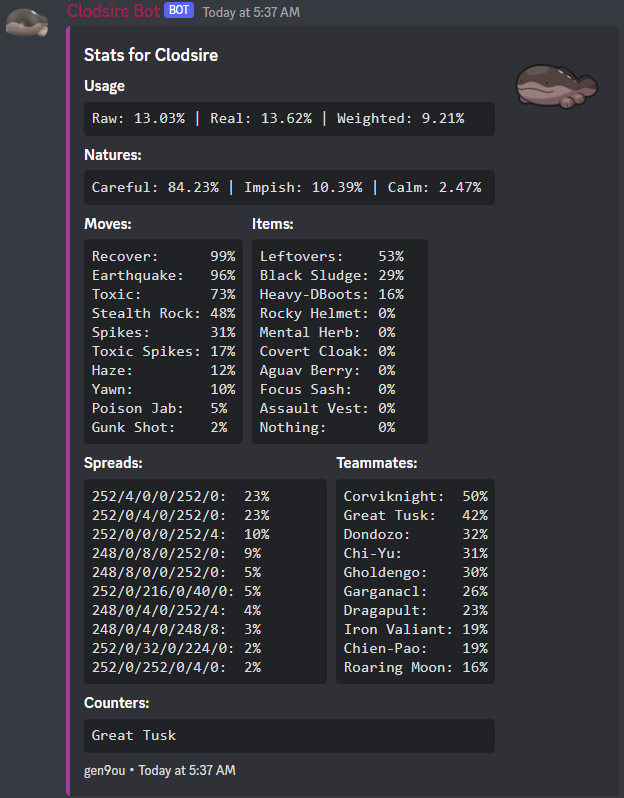 Clodsire Bot BOT Today at 5:37 AM
Stats for Clodsire
Usage
Raw: 13.03% | Real: 13.62% | Weighted: 9.21%
Natures:
Careful: 84.23% | Impish: 10.39% | Calm: 2.47%
Moves:
Recover: 99%
Earthquake: 96%
Toxic: 73%
Stealth Rock: 48%
Spikes: 31%
Toxic Spikes: 17%
Haze: 12%
Yawn: 10%
Poison Jab: 5%
Gunk Shot: 2%
Items:
Leftovers: 53%
Black Sludge: 29%
Heavy-DBoots: 16%
Rocky Helmet: 0%
Mental Herb: 0%
Covert Cloak: 0%
Aguav Berry: 0%
Focus Sash: 0%
Assault Vest: 0%
Nothing: 0%
Spreads:
252/4/0/0/252/0: 23%
252/0/4/0/252/0: 23%
252/0/0/0/252/4: 10%
248/0/8/0/252/0: 9%
248/8/0/0/252/0: 5%
252/0/216/0/40/0: 5%
248/0/4/0/252/4: 4%
248/0/4/0/248/8: 3%
252/0/32/0/224/0: 2%
252/0/252/0/4/0: 2%
Teammates:
Corviknight: 50%
Great Tusk: 42%
Dondozo: 32%
Chi-Yu: 31%
Gholdengo: 30%
Garganacl: 26%
Dragapult: 23%
Iron Valiant: 19%
Chien-Pao: 19%
Roaring Moon: 16%
Counters:
Great Tusk
gen9ou • Today at 5:37 AM